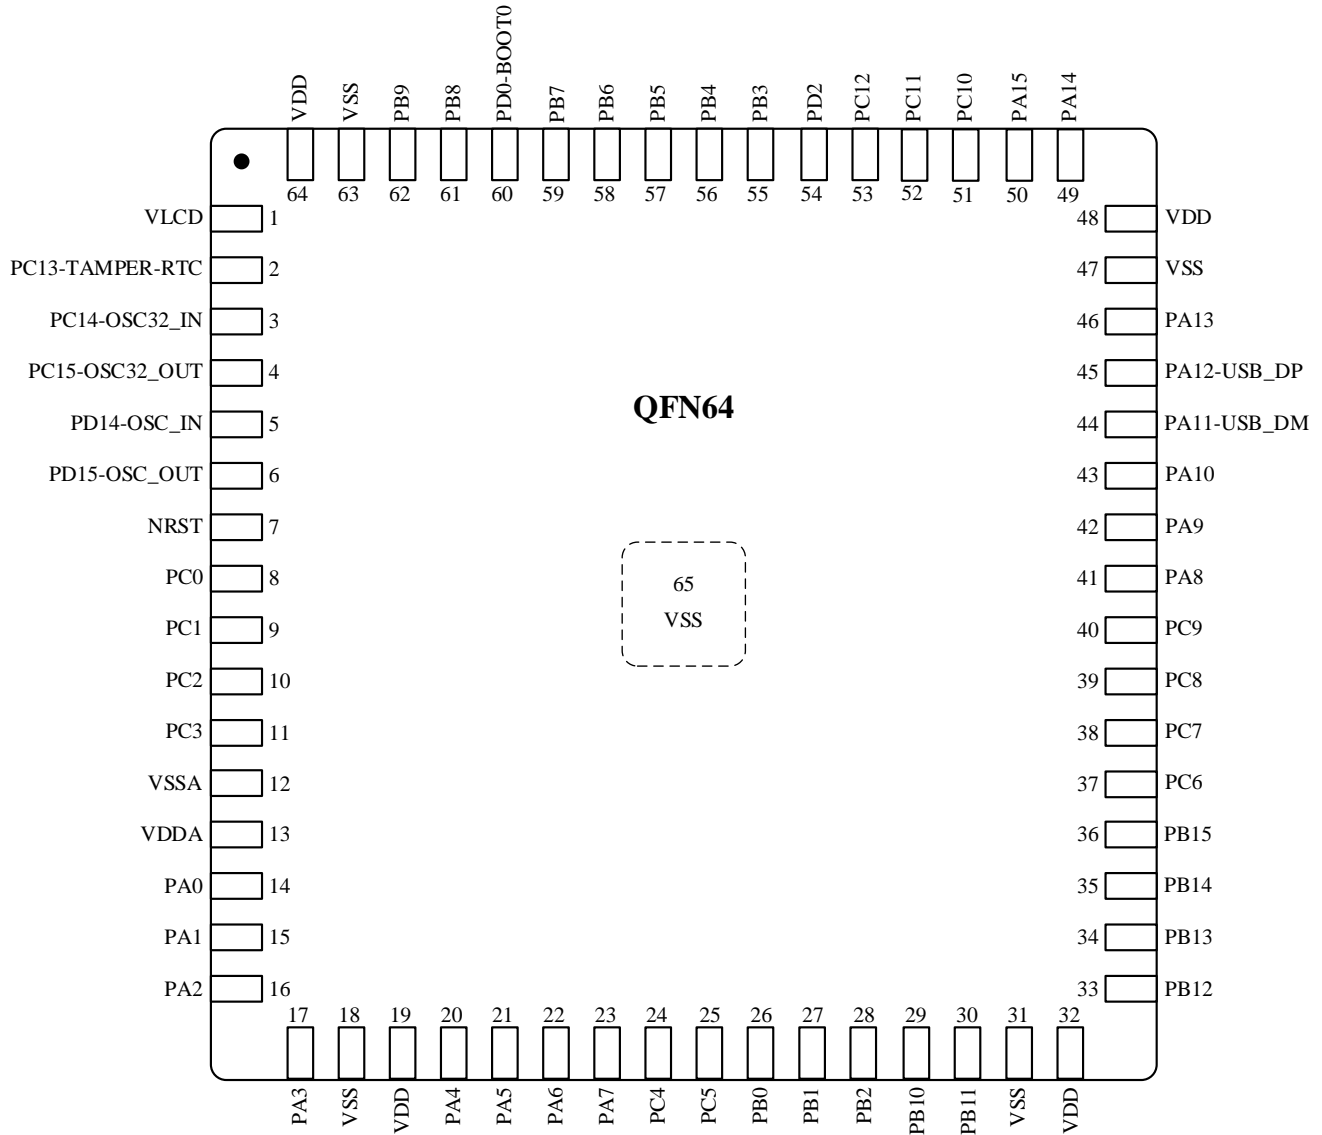 VDD VSS PB9 PB8 PD0-BOOT0 PB7 PB6 PB5 PB4 PB3 PD2 PC12 PC11 PC10 PA15 PA14
64 63 62 61 60 59 58 57 56 55 54 53 52 51 50 49
VLCD 1 48 VDD
PC13-TAMPER-RTC 2 47 VSS
PC14-OSC32_IN 3 46 PA13
PC15-OSC32_OUT 4 45 PA12-USB_DP
QFN64
PD14-OSC_IN 5 44 PA11-USB_DM
PD15-OSC_OUT 6 43 PA10
NRST 7 42 PA9
PC0 8 65 41 PA8
VSS
PC1 9 40 PC9
PC2 10 39 PC8
PC3 11 38 PC7
VSSA 12 37 PC6
VDDA 13 36 PB15
PA0 14 35 PB14
PA1 15 34 PB13
PA2 16 33 PB12
17 18 19 20 21 22 23 24 25 26 27 28 29 30 31 32
PA3 VSS VDD PA4 PA5 PA6 PA7 PC4 PC5 PB0 PB1 PB2 PB10 PB11 VSS VDD